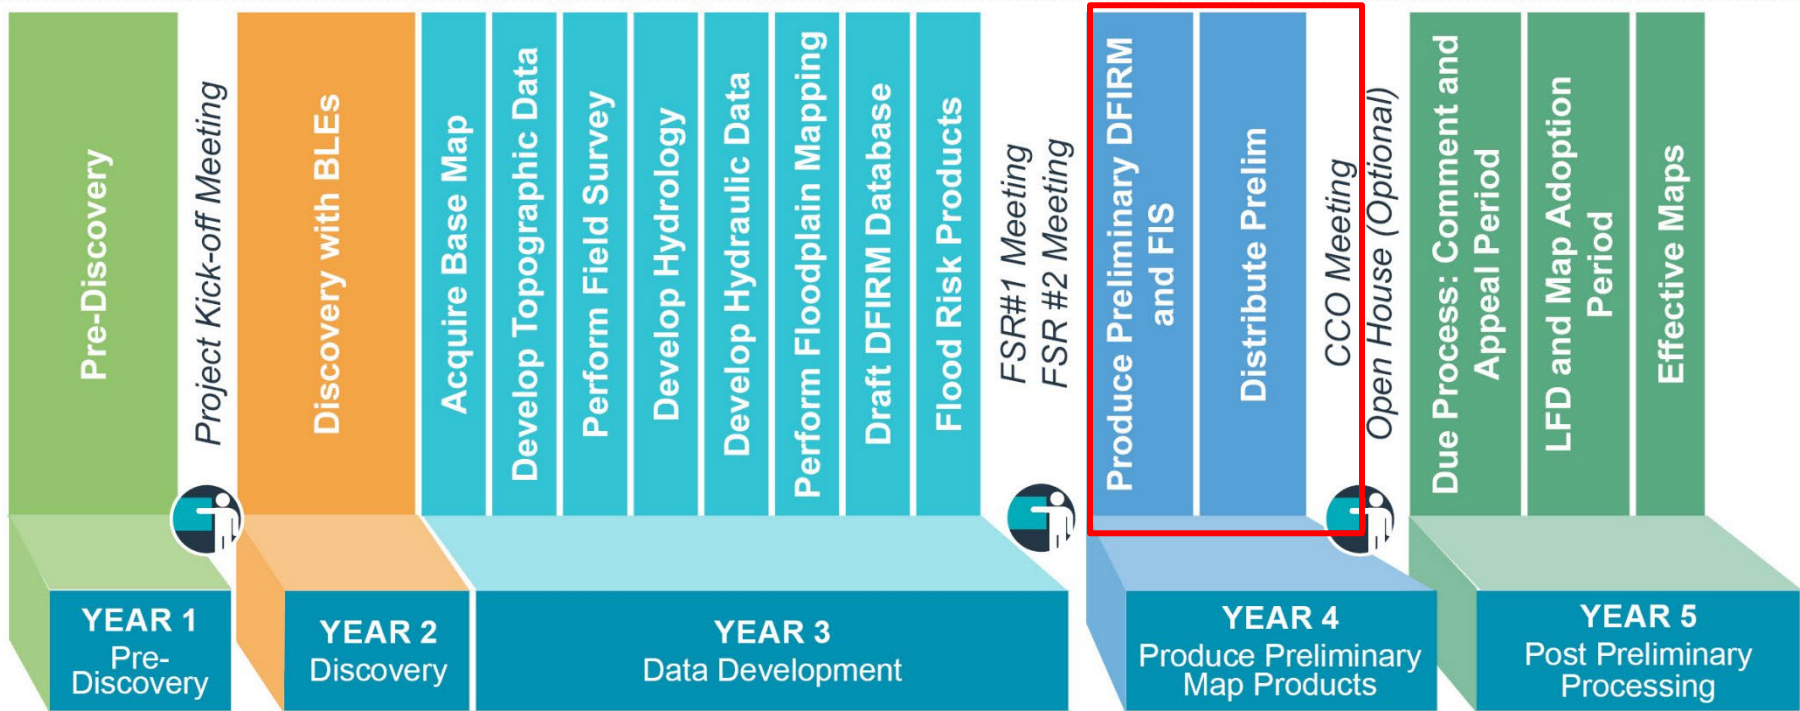 Pre-Discovery
Project Kick-off Meeting
Discovery with BLEs
Acquire Base Map
Develop Topographic Data
Perform Field Survey
Develop Hydrology
Develop Hydraulic Data
Perform Floodplain Mapping
Draft DFIRM Database
Flood Risk Products
FSR#1 Meeting
FSR #2 Meeting
Produce Preliminary DFIRM
and FIS
Distribute Prelim
CCO Meeting
Open House (Optional)
Due Process: Comment and
Appeal Period
LFD and Map Adoption
Period
Effective Maps
YEAR 1
Pre-
Discovery
YEAR 2
Discovery
YEAR 3
Data Development
YEAR 4
Produce Preliminary
Map Products
YEAR 5
Post Preliminary
Processing